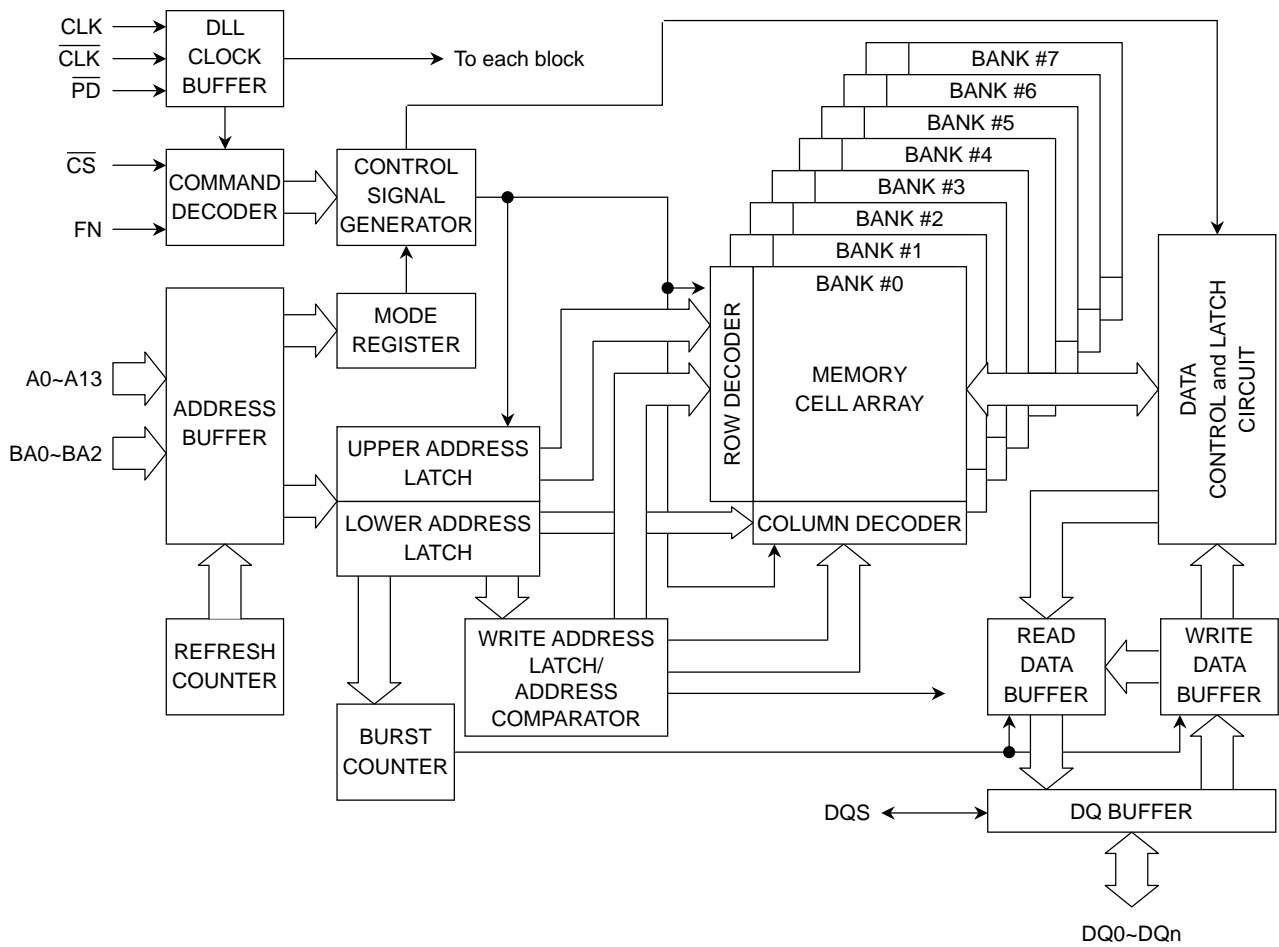 CLK
CLK
PD
DLL
CLOCK
BUFFER
To each block
CS
FN
COMMAND
DECODER
CONTROL
SIGNAL
GENERATOR
MODE
REGISTER
A0~A13
BA0~BA2
ADDRESS
BUFFER
REFRESH
COUNTER
UPPER ADDRESS
LATCH
LOWER ADDRESS
LATCH
WRITE ADDRESS
LATCH/
ADDRESS
COMPARATOR
BURST
COUNTER
BANK #7
BANK #6
BANK #5
BANK #4
BANK #3
BANK #2
BANK #1
BANK #0
ROW DECODER
MEMORY
CELL ARRAY
COLUMN DECODER
DATA
CONTROL and LATCH
CIRCUIT
READ
DATA
BUFFER
WRITE
DATA
BUFFER
DQS
DQ BUFFER
DQ0~DQn